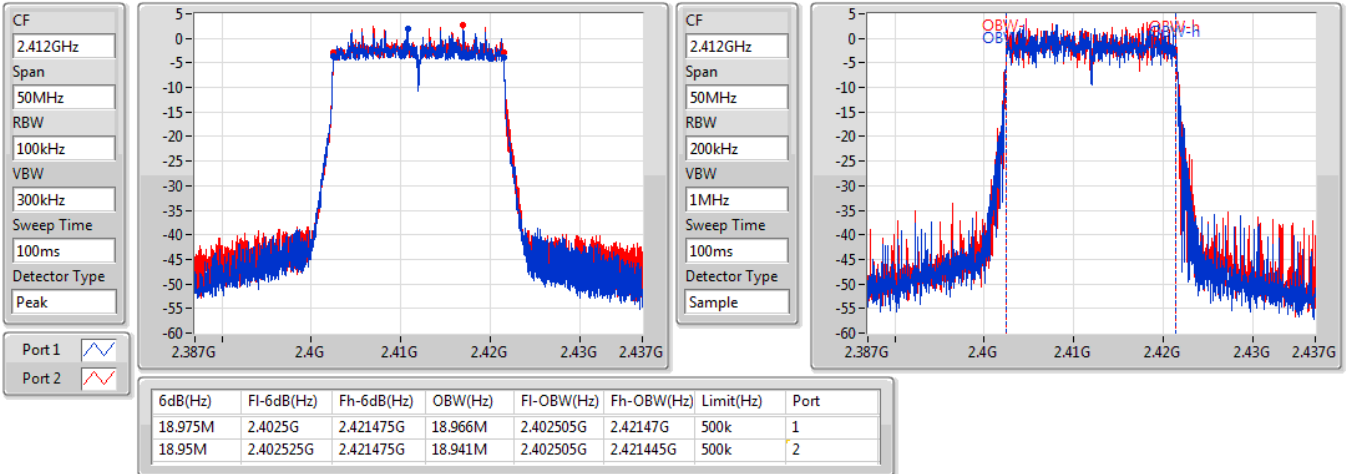 CF
2.412GHz
Span
50MHz
RBW
100kHz
VBW
300kHz
Sweep Time
100ms
Detector Type
Peak
Port 1
Port 2
5
0
-5
-10
-15
-20
-25
-30
-35
-40
-45
-50
-55
-60
2.387G 2.4G 2.41G 2.42G 2.43G 2.437G
CF
2.412GHz
Span
50MHz
RBW
200kHz
VBW
1MHz
Sweep Time
100ms
Detector Type
Sample
5
0
-5
-10
-15
-20
-25
-30
-35
-40
-45
-50
-55
-60
OBW-l OBW-h
2.387G 2.4G 2.41G 2.42G 2.43G 2.437G
6dB(Hz) Fl-6dB(Hz) Fh-6dB(Hz) OBW(Hz) Fl-OBW(Hz) Fh-OBW(Hz) Limit(Hz) Port
18.975M 2.4025G 2.421475G 18.966M 2.402505G 2.42147G 500k 1
18.95M 2.402525G 2.421475G 18.941M 2.402505G 2.421445G 500k 2